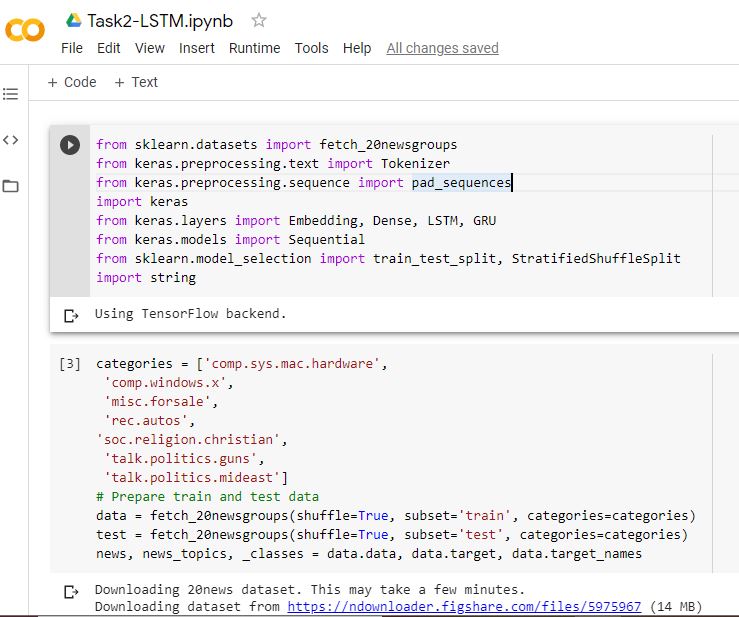 Task2-LSTM.ipynb
File Edit View Insert Runtime Tools Help All changes saved
+ Code + Text
from sklearn.datasets import fetch_20newsgroups
from keras.preprocessing.text import Tokenizer
from keras.preprocessing.sequence import pad_sequences
import keras
from keras.layers import Embedding, Dense, LSTM, GRU
from keras.models import Sequential
from sklearn.model_selection import train_test_split, StratifiedShuffleSplit
import string
Using TensorFlow backend.
[3] categories = ['comp.sys.mac.hardware',
'comp.windows.x',
'misc.forsale',
'rec.autos',
'soc.religion.christian',
'talk.politics.guns',
'talk.politics.mideast']
# Prepare train and test data
data = fetch_20newsgroups(shuffle=True, subset='train', categories=categories)
test = fetch_20newsgroups(shuffle=True, subset='test', categories=categories)
news, news_topics, _classes = data.data, data.target, data.target_names
Downloading 20news dataset. This may take a few minutes.
Downloading dataset from https://ndownloader.figshare.com/files/5975967 (14 MB)